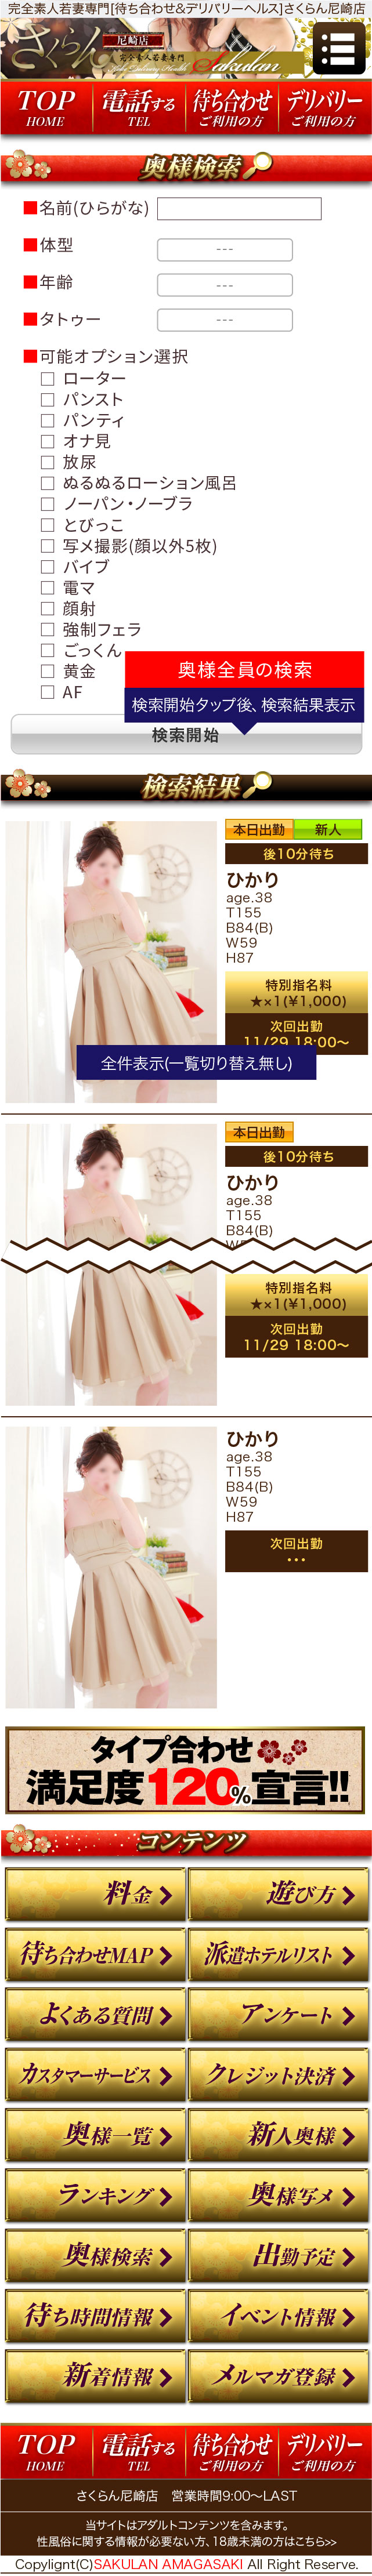 完全素人若妻専門[待ち合わせ&デリバリーヘルス]さくらん尼崎店
さくらん
尼崎店
完全素人若妻専門
Sakulan
TOP 電話する 待ち合わせ デリバリー
HOME TEL ご利用の方 ご利用の方
奥様検索
■名前(ひらがな)
■体型 ---
■年齢 ---
■タトゥー ---
■可能オプション選択
ローター
パンスト
パンティ
オナ見
放尿
ぬるぬるローション風呂
ノーパン・ノーブラ
とびっこ
写メ撮影(顔以外5枚)
バイブ
電マ
顔射
強制フェラ
ごっくん
黄金
AF
奥様全員の検索
検索開始タップ後、検索結果表示
検索開始
検索結果
本日出勤 新人
後10分待ち
ひかり
age.38
T155
B84(B)
W59
H87
特別指名料
★×1(¥1,000)
次回出勤
11/29 18:00〜
全件表示(一覧切り替え無し)
本日出勤
後10分待ち
ひかり
age.38
T155
B84(B)
特別指名料
★×1(¥1,000)
次回出勤
11/29 18:00〜
ひかり
age.38
T155
B84(B)
W59
H87
次回出勤
・・・
タイプ合わせ
満足度120%宣言!!
コンテンツ
料金 遊び方
待ち合わせMAP 派遣ホテルリスト
よくある質問 アンケート
カスタマーサービス クレジット決済
奥様一覧 新人奥様
ランキング 奥様写メ
奥様検索 出勤予定
待ち時間情報 イベント情報
新着情報 メルマガ登録
TOP 電話する 待ち合わせ デリバリー
HOME TEL ご利用の方 ご利用の方
さくらん尼崎店 営業時間9:00〜LAST
当サイトはアダルトコンテンツを含みます。
性風俗に関する情報が必要ない方、18歳未満の方はこちら>>
Copylignt(C)SAKULAN AMAGASAKI All Right Reserve.